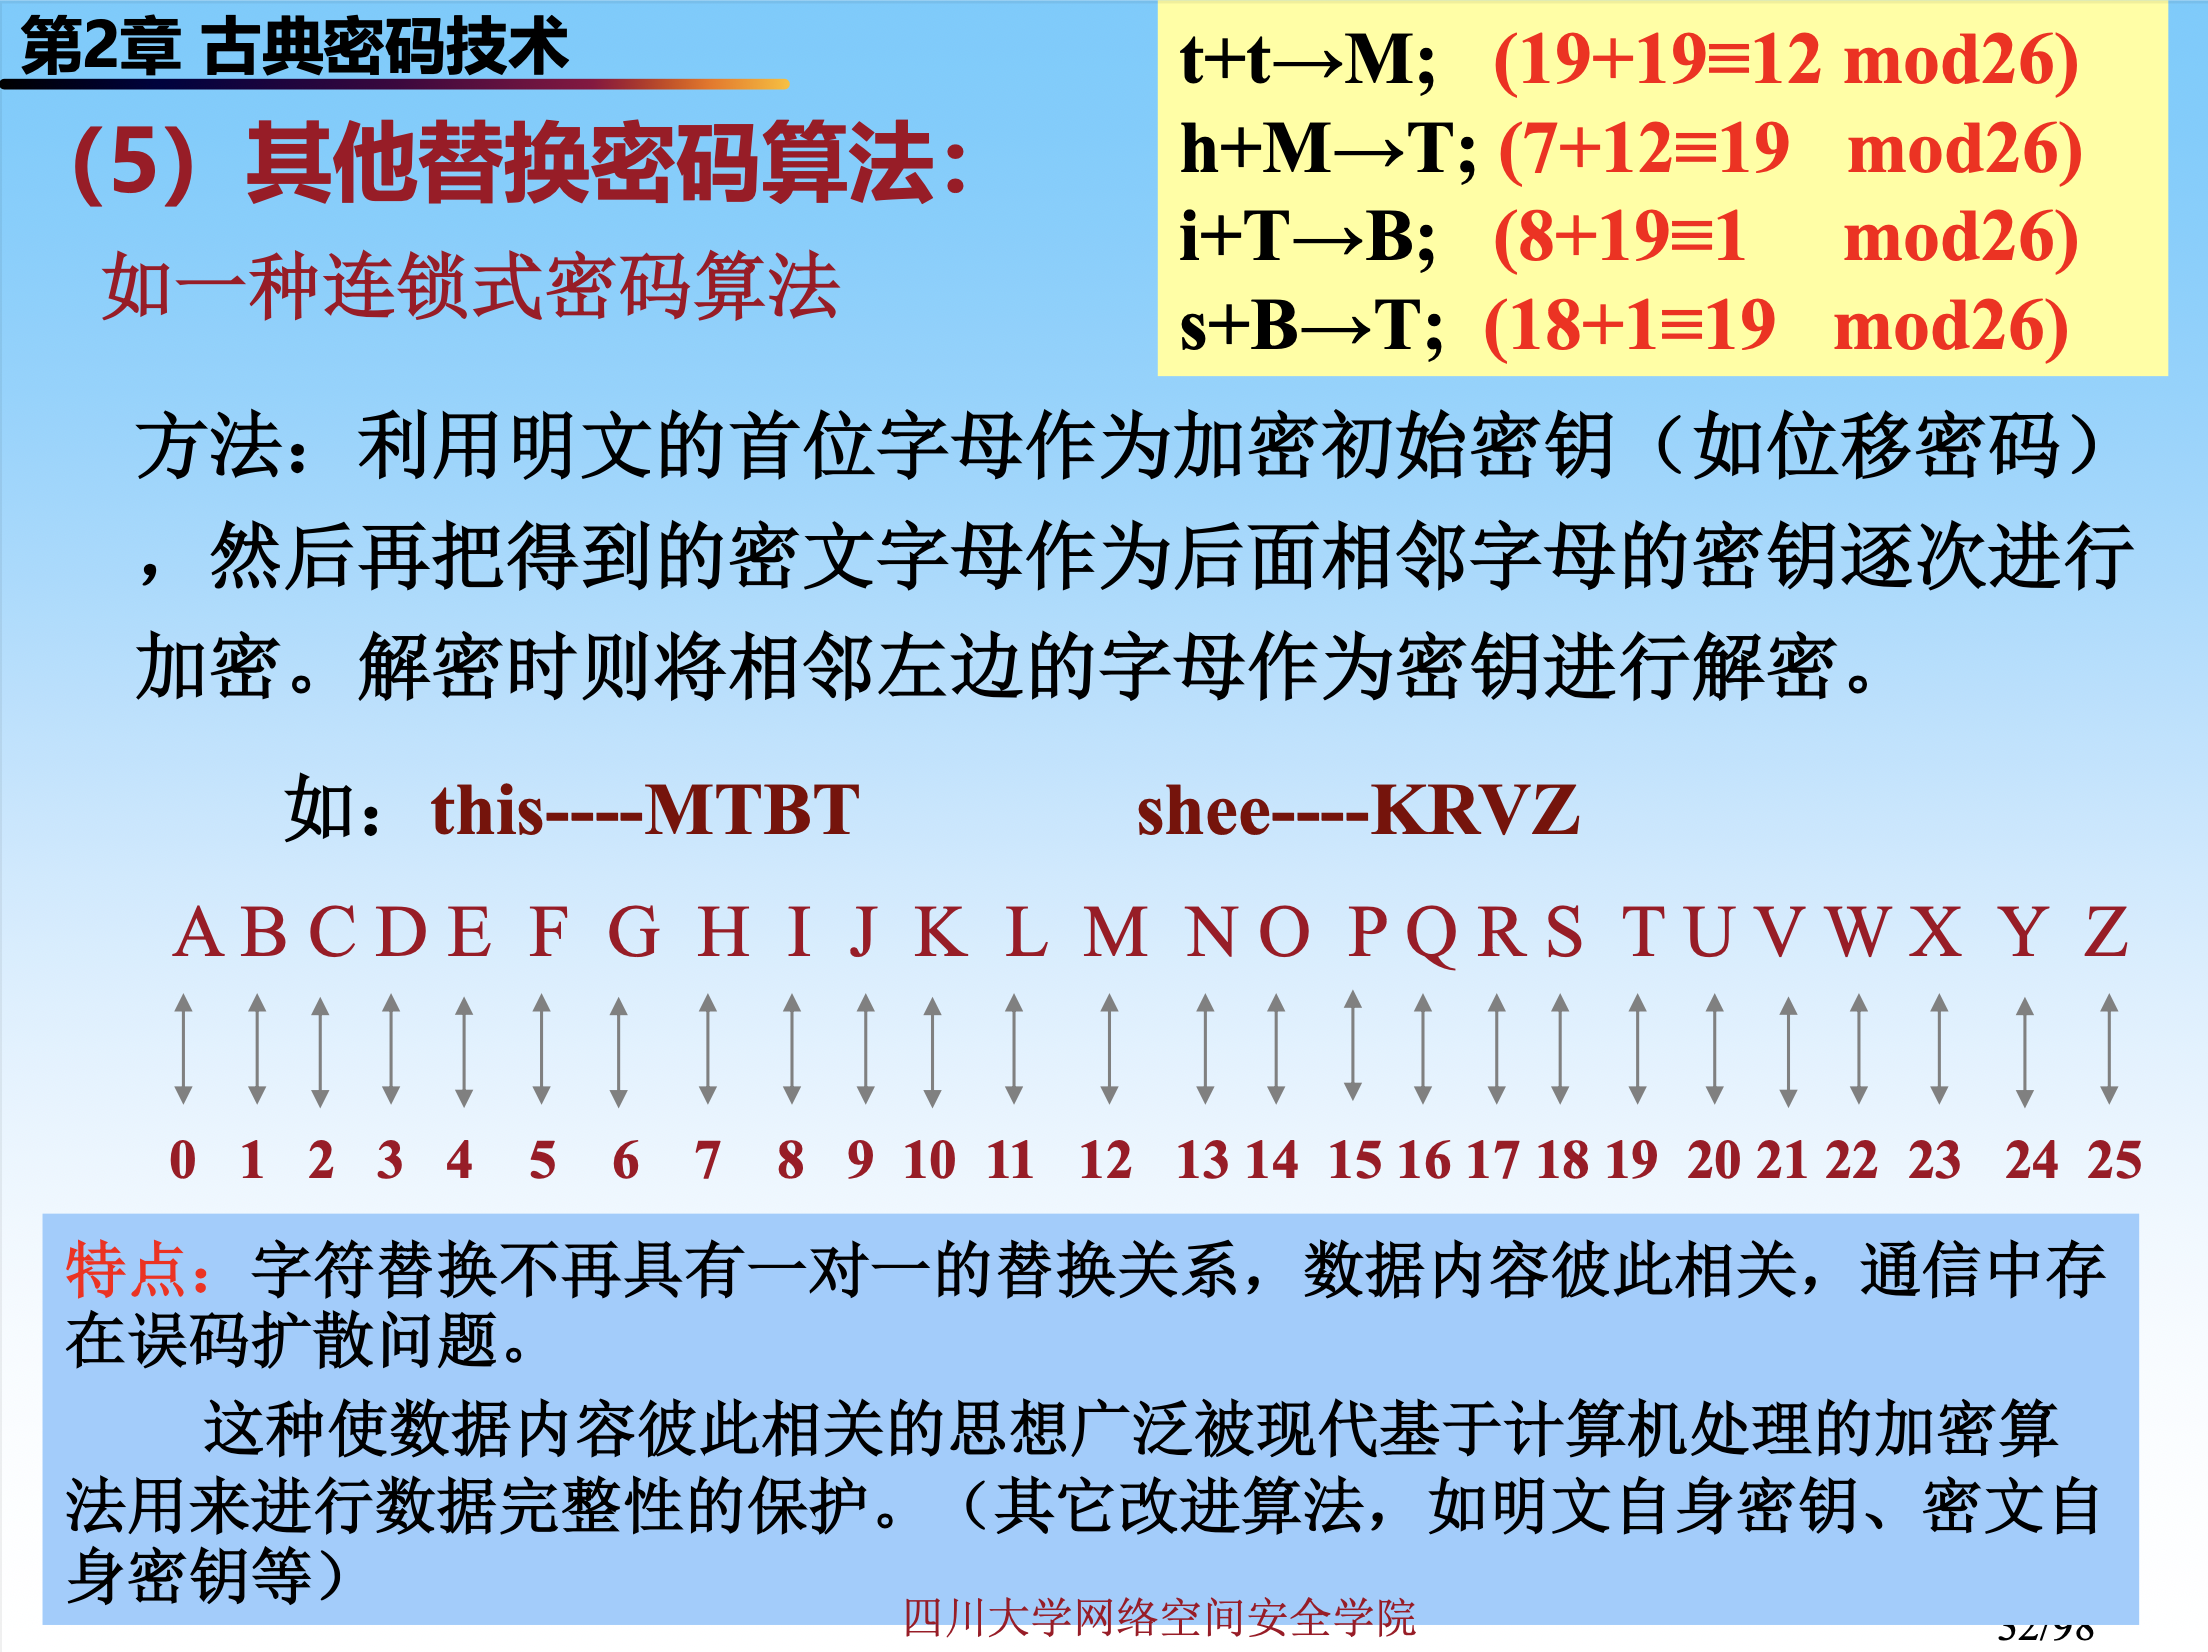 第2章 古典密码技术
t+t→M; (19+19≡12 mod26)
h+M→T; (7+12≡19 mod26)
i+T→B; (8+19≡1 mod26)
s+B→T; (18+1≡19 mod26)
(5) 其他替换密码算法：
如一种连锁式密码算法
方法：利用明文的首位字母作为加密初始密钥（如位移密码）
，然后再把得到的密文字母作为后面相邻字母的密钥逐次进行
加密。解密时则将相邻左边的字母作为密钥进行解密。
如：this----MTBT shee----KRVZ
A B C D E F G H I J K L M N O P Q R S T U V W X Y Z
0 1 2 3 4 5 6 7 8 9 10 11 12 13 14 15 16 17 18 19 20 21 22 23 24 25
特点：字符替换不再具有一对一的替换关系，数据内容彼此相关，通信中存
在误码扩散问题。
这种使数据内容彼此相关的思想广泛被现代基于计算机处理的加密算
法用来进行数据完整性的保护。（其它改进算法，如明文自身密钥、密文自
身密钥等）
四川大学网络空间安全学院
32/98